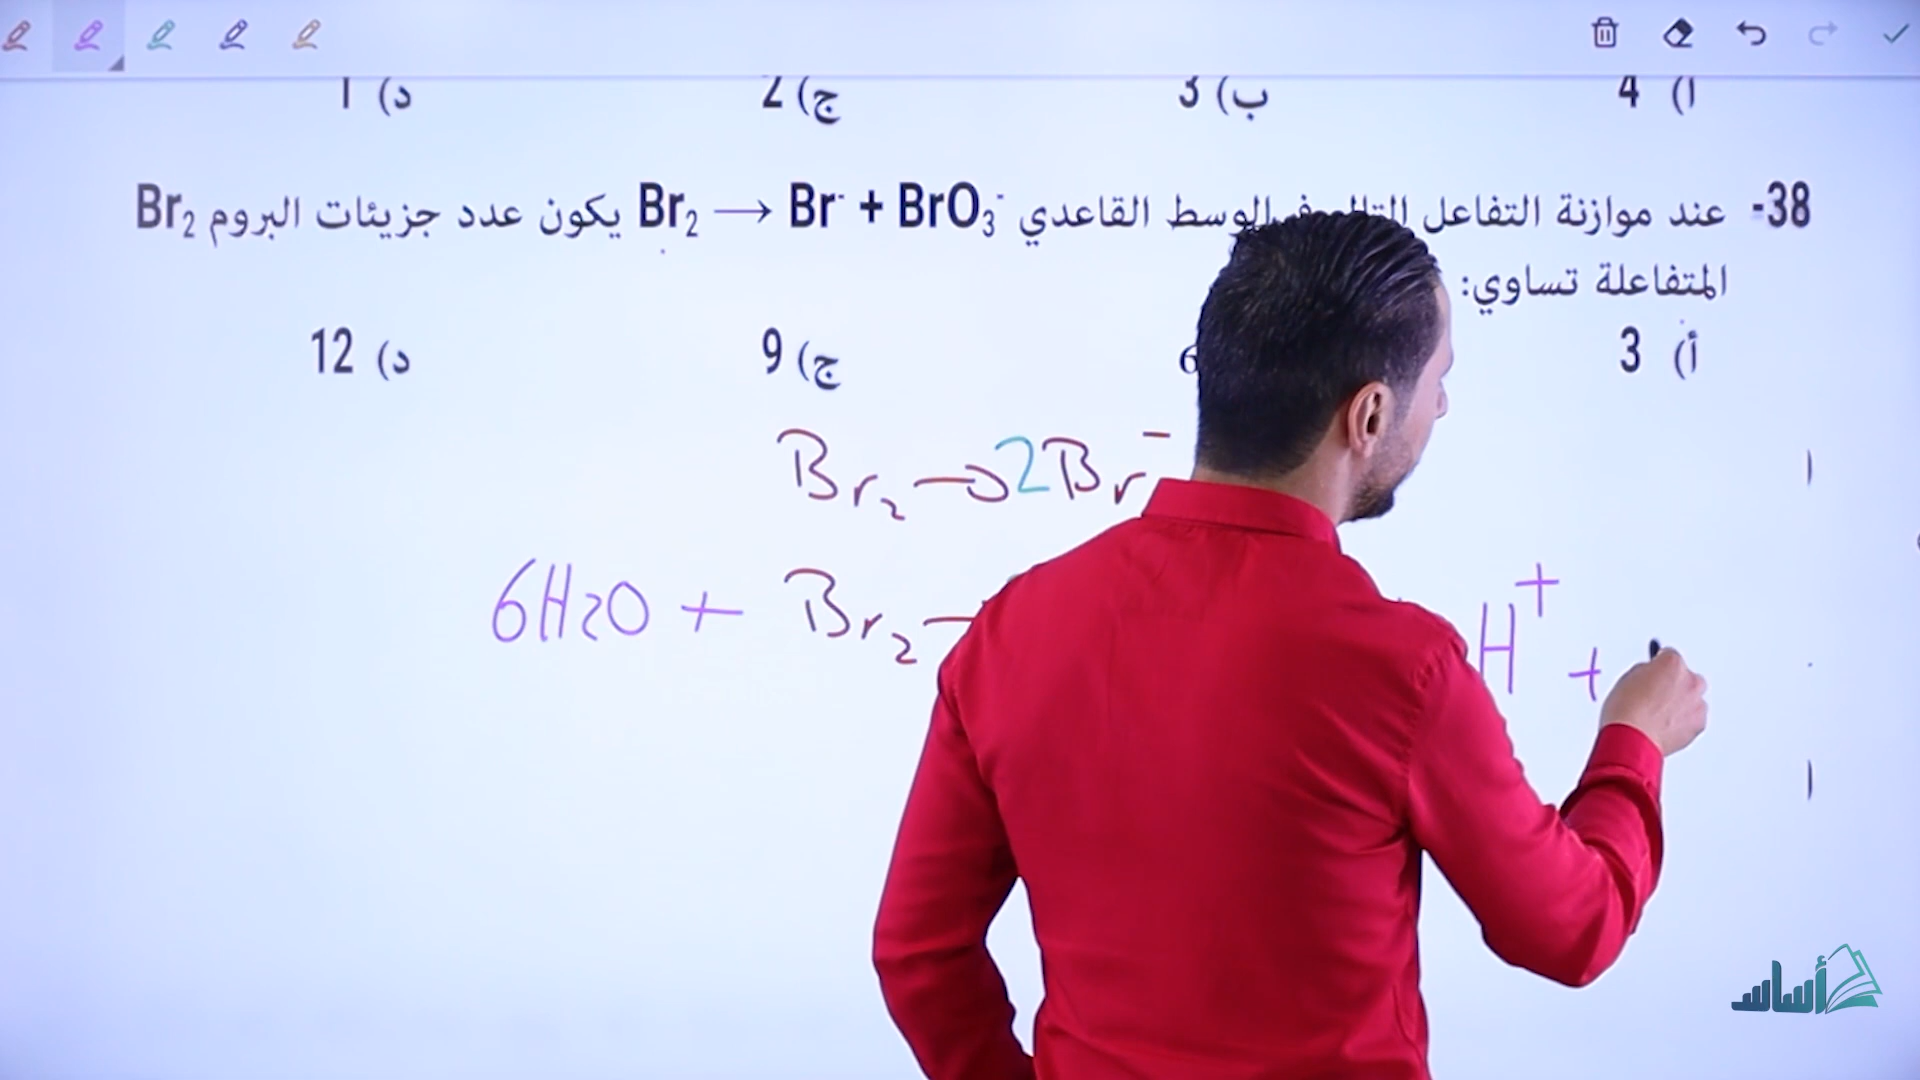 أ) 4 ب) 3 ج) 2 د) 1
38- عند موازنة التفاعل التالي في الوسط القاعدي Br₂ → Br⁻ + BrO₃⁻ يكون عدد جزيئات البروم Br₂
المتفاعلة تساوي:
أ) 3 6 ج) 9 د) 12
Br₂ → 2Br⁻
6H2O + Br₂ H⁺ +
أساس